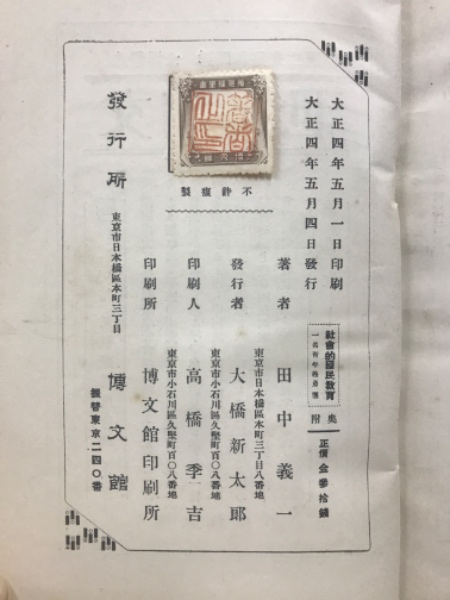 大正四年五月一日印刷
大正四年五月四日發行
社會的國民敎育
奥附
正價金參拾錢
不許複製
著者
田中義一
東京市日本橋區本町三丁目八番地
發行者
大橋新太郎
東京市小石川區久堅町百〇八番地
印刷人
高橋季吉
東京市小石川區久堅町百〇八番地
印刷所
博文館印刷所
發行所
東京市日本橋區本町三丁目
博文館
振替東京二四〇番